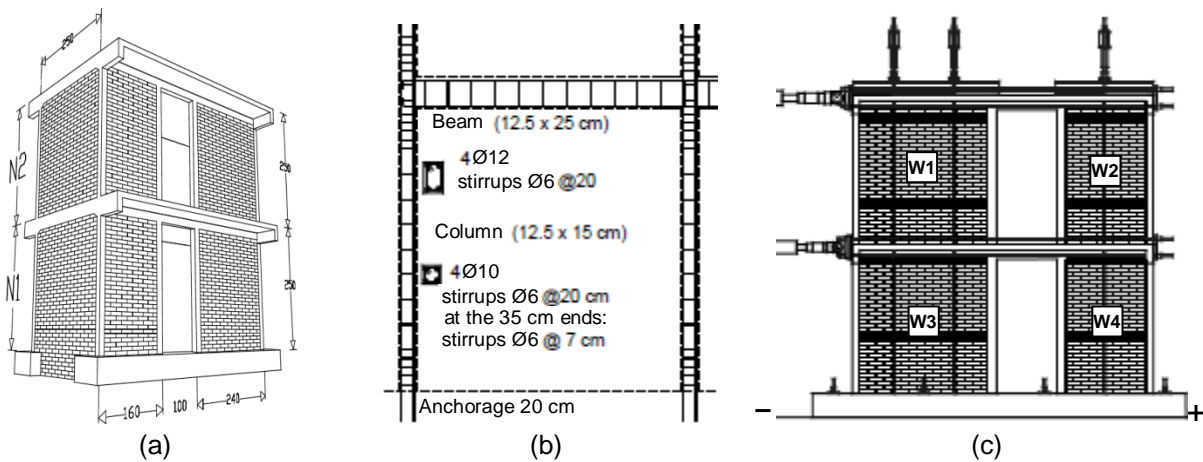 250
N2
N1
250
250
160
100
240
(a)
Beam (12.5 x 25 cm)
4Ø12
stirrups Ø6 @20
Column (12.5 x 15 cm)
4Ø10
stirrups Ø6 @20 cm
at the 35 cm ends:
stirrups Ø6 @ 7 cm
Anchorage 20 cm
(b)
W1
W2
W3
W4
–
+
(c)